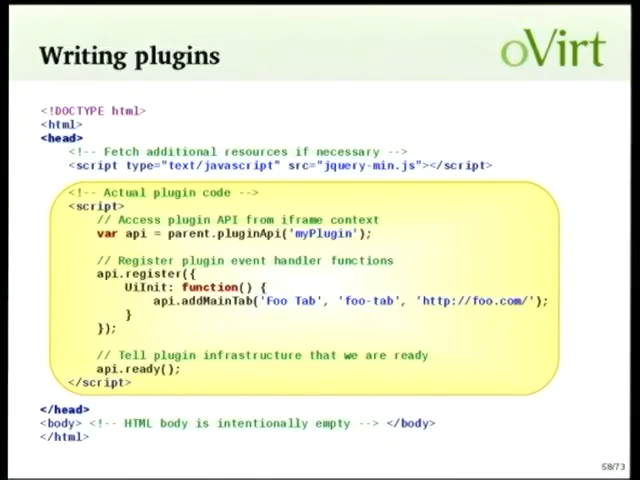 Writing plugins
oVirt
<!DOCTYPE html>
<html>
<head>
<!-- Fetch additional resources if necessary -->
<script type="text/javascript" src="jquery-min.js"></script>
<!-- Actual plugin code -->
<script>
// Access plugin API from iframe context
var api = parent.pluginApi('myPlugin');
// Register plugin event handler functions
api.register({
UiInit: function() {
api.addMainTab('Foo Tab', 'foo-tab', 'http://foo.com/');
}
});
// Tell plugin infrastructure that we are ready
api.ready();
</script>
</head>
<body> <!-- HTML body is intentionally empty --> </body>
</html>
58/73